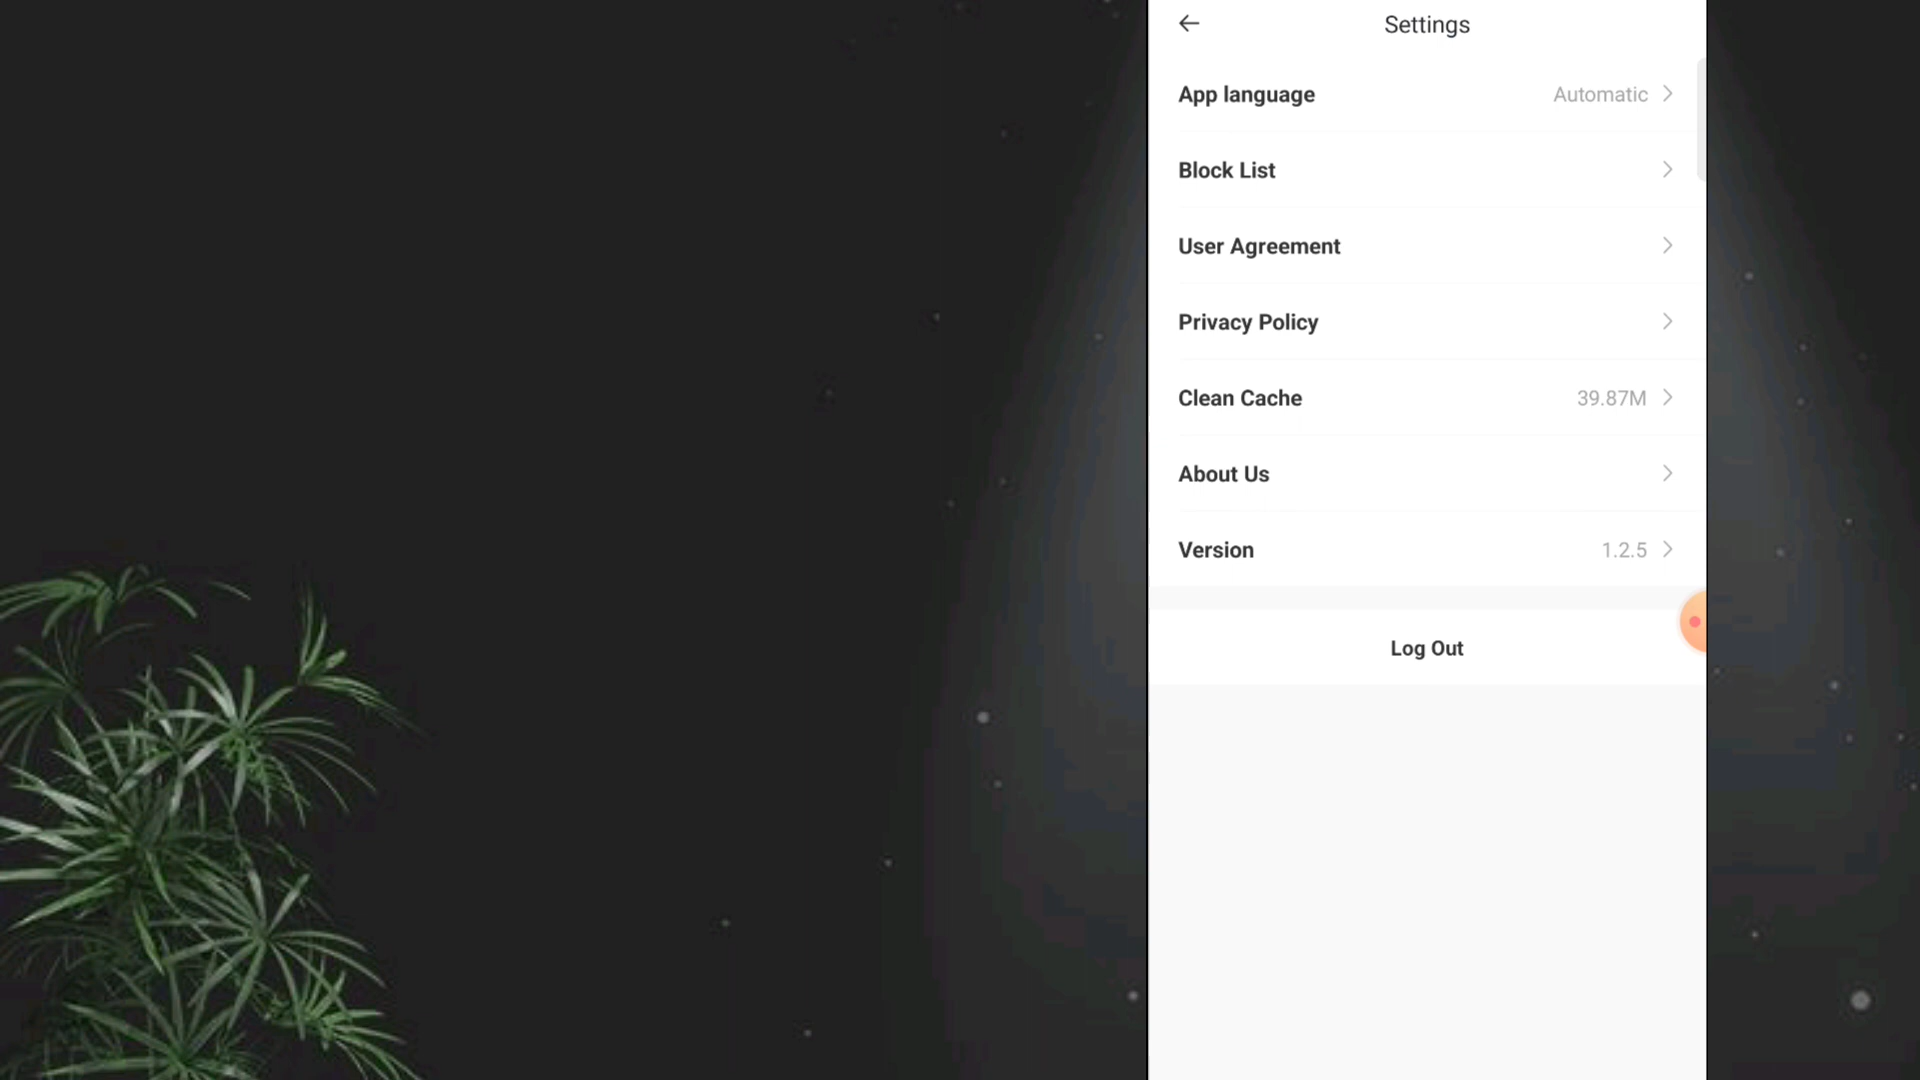 Settings
App language Automatic
Block List
User Agreement
Privacy Policy
Clean Cache 39.87M
About Us
Version 1.2.5
Log Out